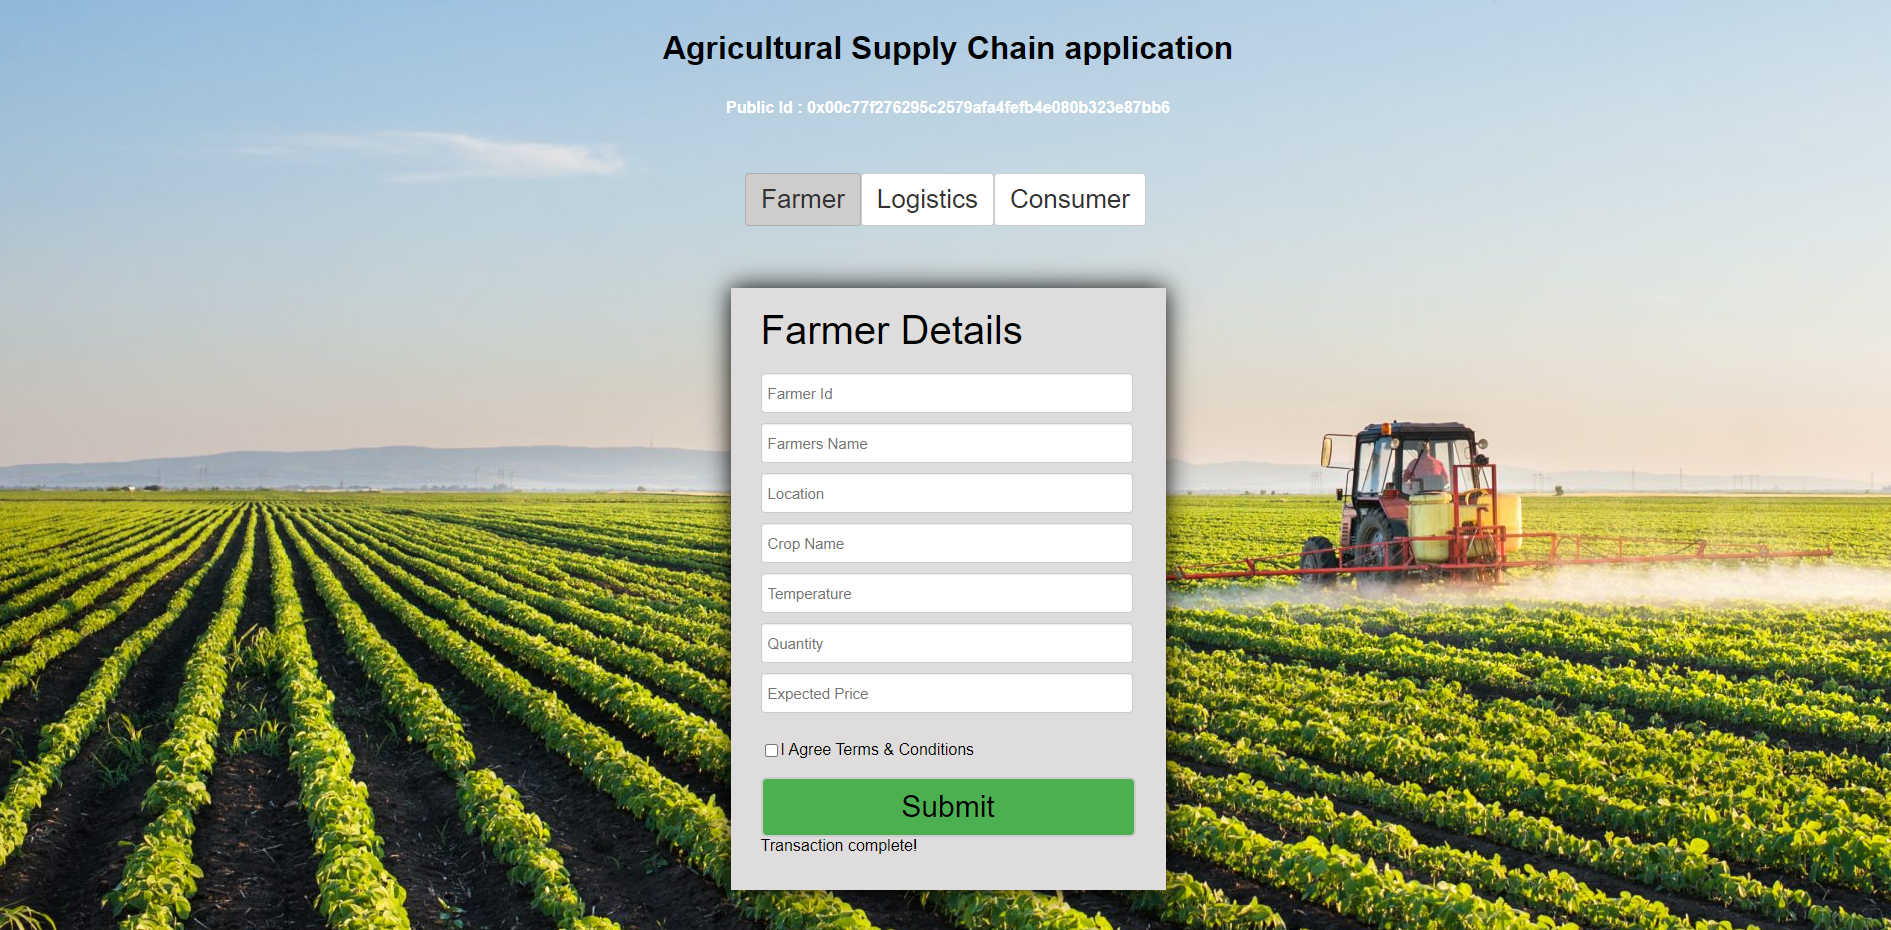 Agricultural Supply Chain application
Public Id : 0x00c77f276295c2579afa4fefb4e080b323e87bb6
Farmer Logistics Consumer
Farmer Details
Farmer Id
Farmers Name
Location
Crop Name
Temperature
Quantity
Expected Price
I Agree Terms & Conditions
Submit
Transaction complete!